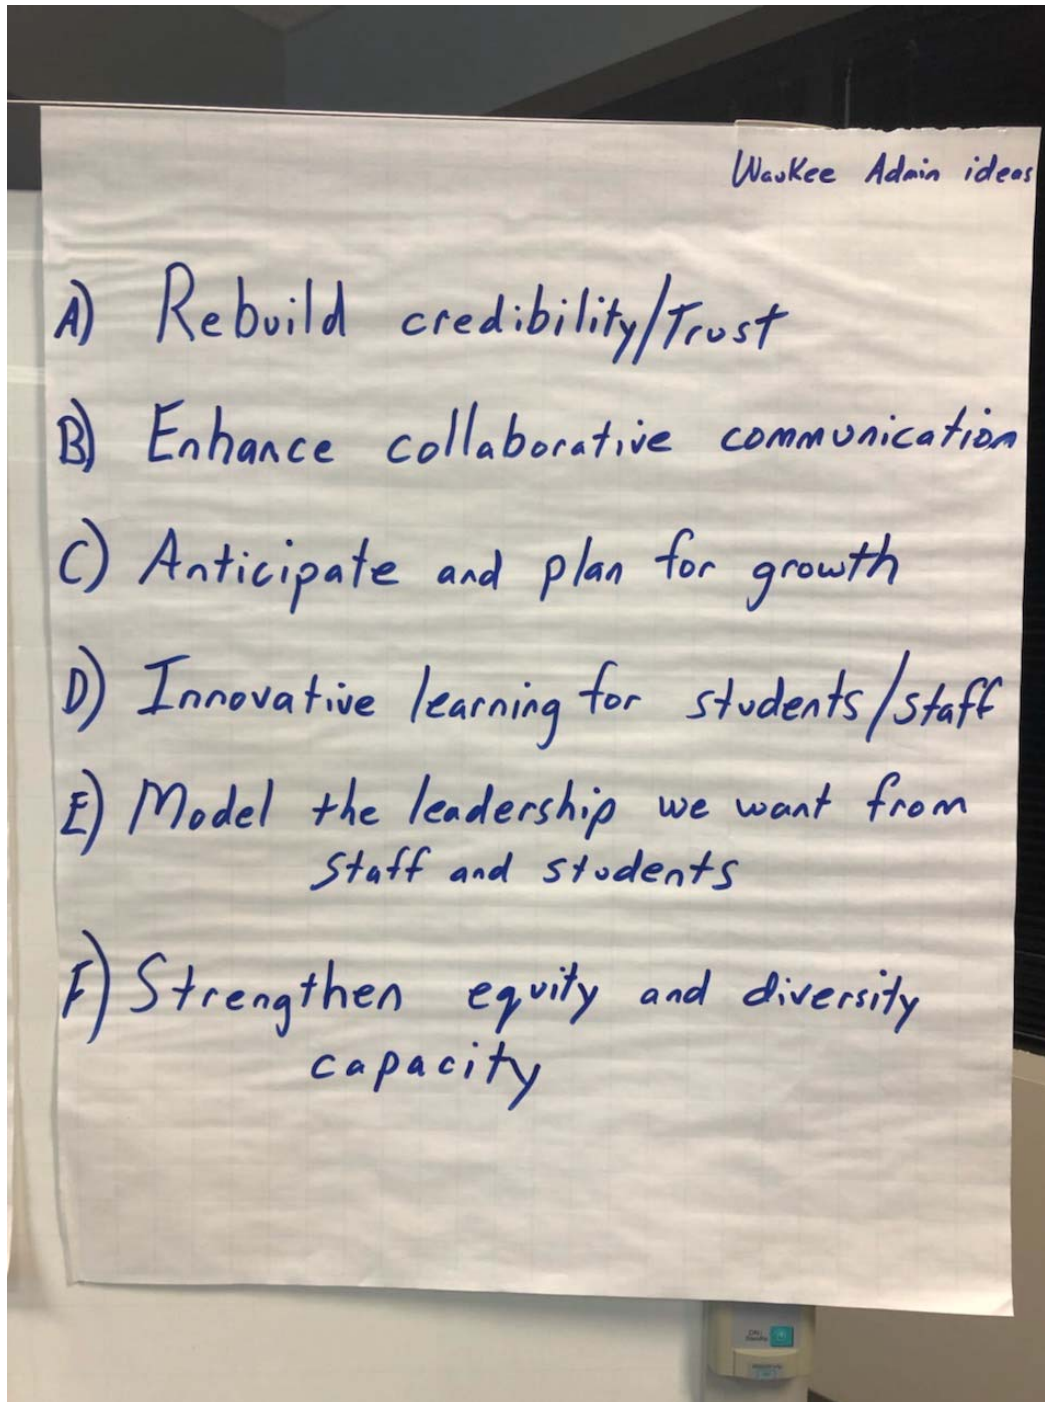 Waukee Admin ideas
A) Rebuild credibility/Trust
B) Enhance collaborative communication
C) Anticipate and plan for growth
D) Innovative learning for students/staff
E) Model the leadership we want from
staff and students
F) Strengthen equity and diversity
capacity